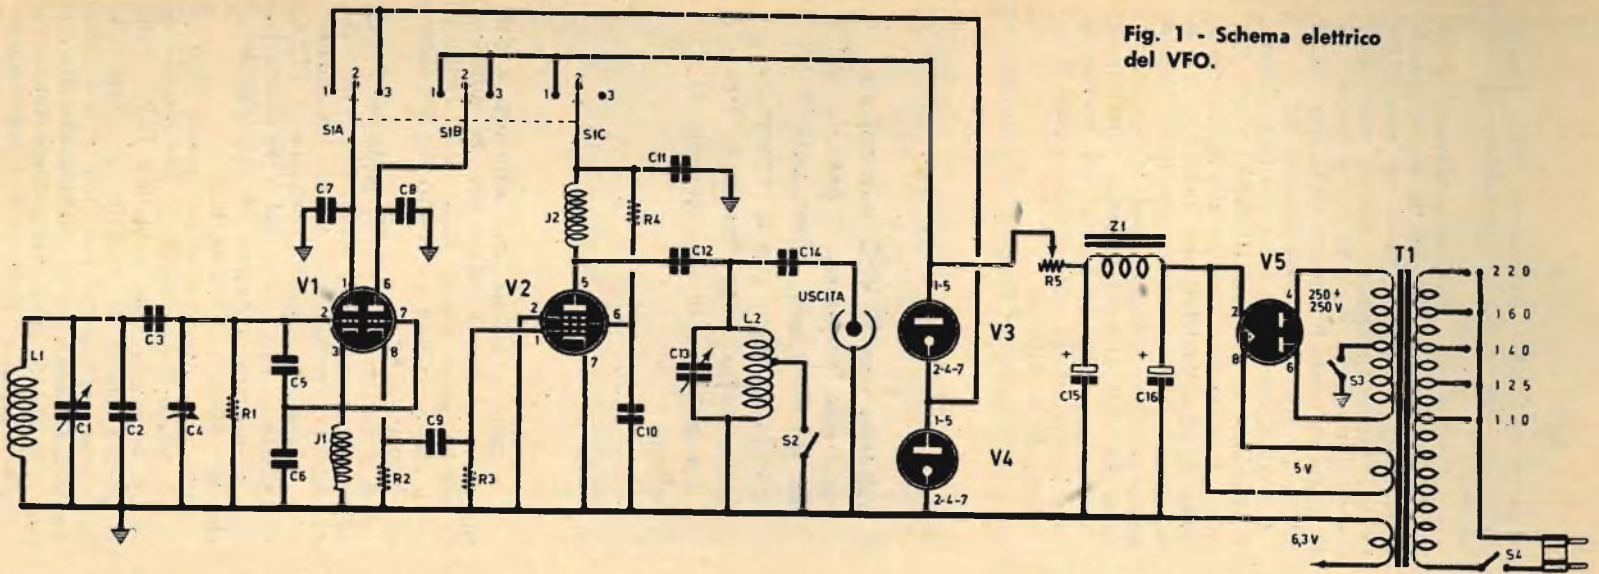 Fig. 1 - Schema elettrico
del VFO.
1 2 3
1 2 3
1 2 3
S1A
S1B
S1C
C7
C8
C11
J2
R4
V1
1 6
2 7
3 8
V2
5
2 6
1
7
C12
C14
USCITA
1-5
V3
2-4-7
1-5
V4
2-4-7
L1
C1
C2
C3
C4
R1
C5
C6
J1
R2
C9
R3
C10
C13
L2
S2
R5
Z1
+
C15
+
C16
V5
2 4
8 6
250+
250V
S3
5V
6,3V
T1
220
160
140
125
110
S4